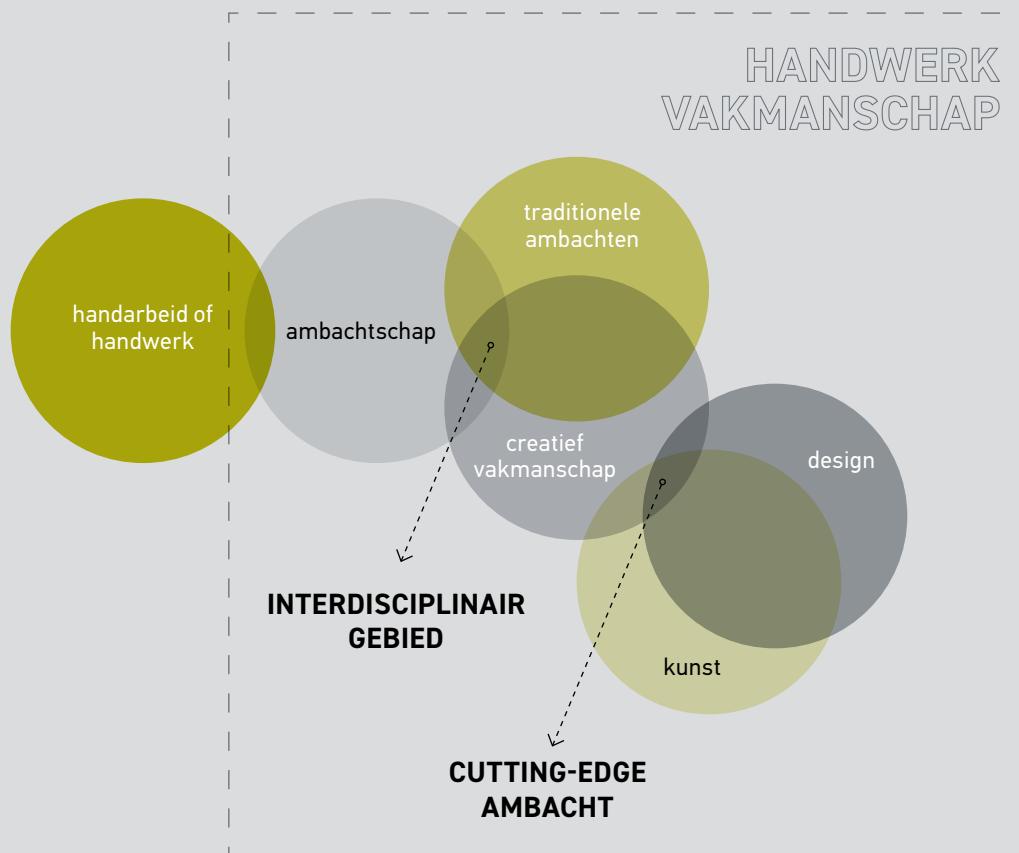 HANDWERK
VAKMANSCHAP
traditionele
ambachten
handarbeid of
handwerk
ambachtschap
creatief
vakmanschap
design
INTERDISCIPLINAIR
GEBIED
kunst
CUTTING-EDGE
AMBACHT